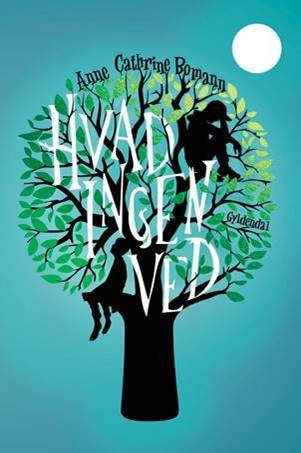 Anne Cathrine Bomann
HVAD
INGEN
VED
Gyldendal